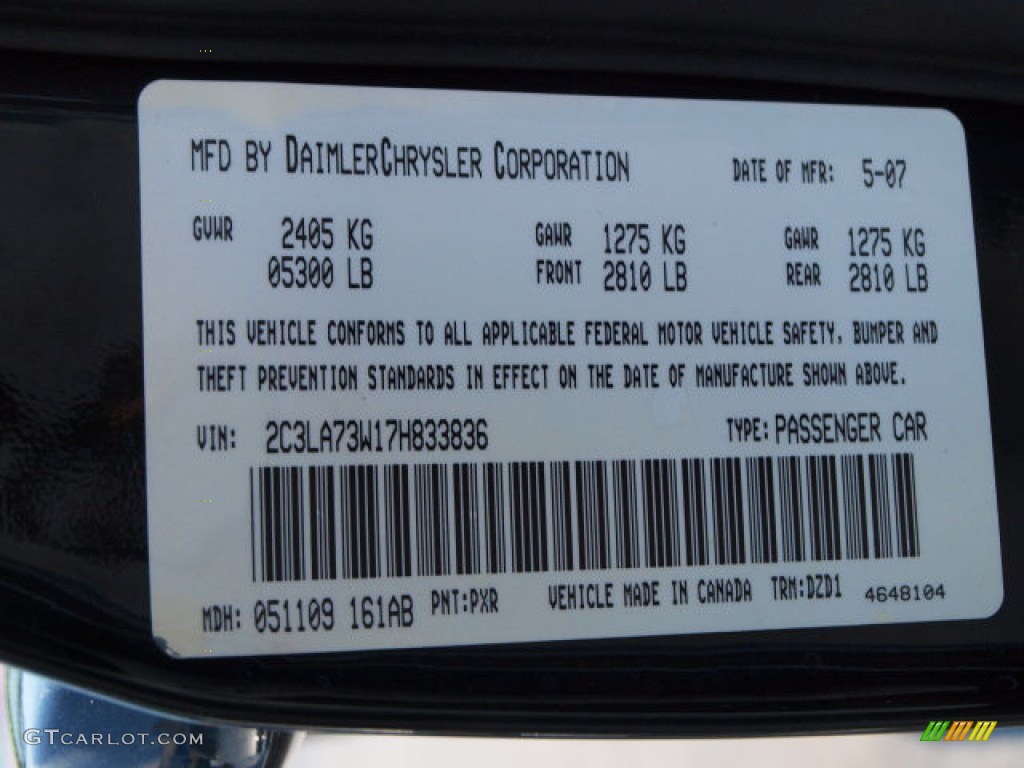 MFD BY DAIMLERCHRYSLER CORPORATION DATE OF MFR: 5-07
GVWR 2405 KG GAWR 1275 KG GAWR 1275 KG
05300 LB FRONT 2810 LB REAR 2810 LB
THIS VEHICLE CONFORMS TO ALL APPLICABLE FEDERAL MOTOR VEHICLE SAFETY, BUMPER AND
THEFT PREVENTION STANDARDS IN EFFECT ON THE DATE OF MANUFACTURE SHOWN ABOVE.
VIN: 2C3LA73W17H833836 TYPE: PASSENGER CAR
MDH: 051109 161AB PNT:PXR VEHICLE MADE IN CANADA TRM:DZD1 4648104
GTCARLOT.COM